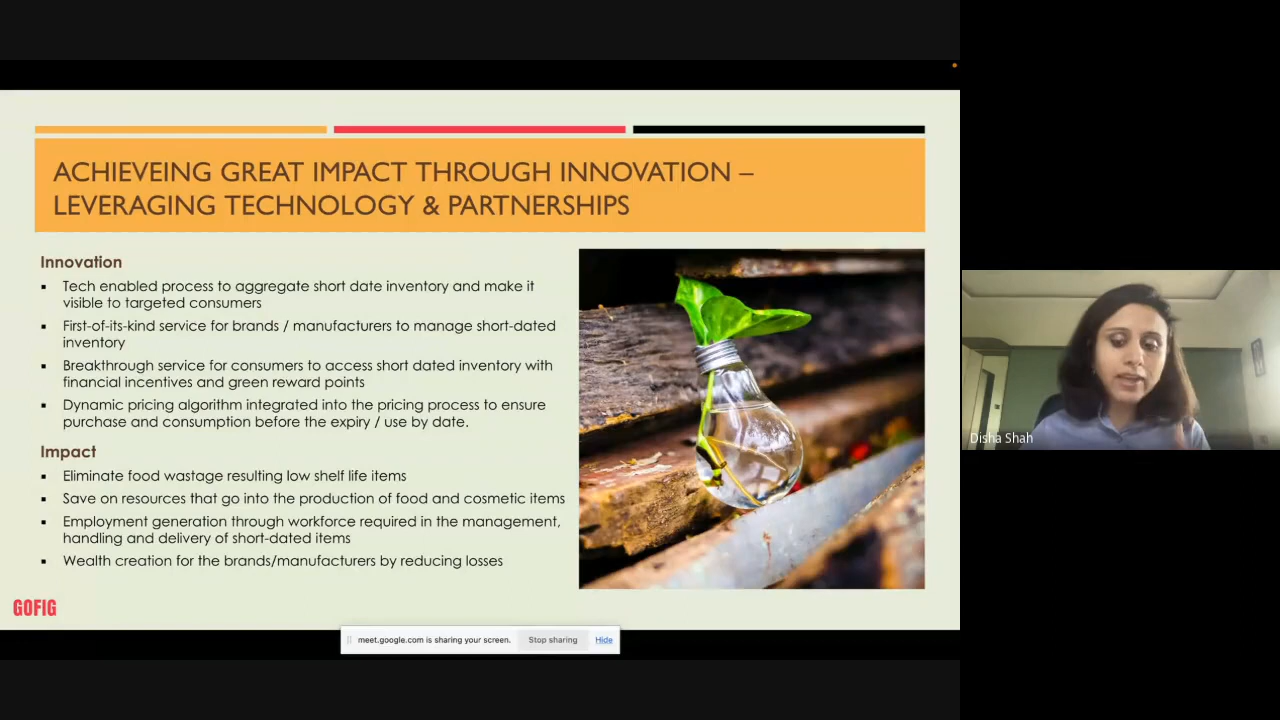 ACHIEVEING GREAT IMPACT THROUGH INNOVATION –
LEVERAGING TECHNOLOGY & PARTNERSHIPS
Innovation
▪ Tech enabled process to aggregate short date inventory and make it
visible to targeted consumers
▪ First-of-its-kind service for brands / manufacturers to manage short-dated
inventory
▪ Breakthrough service for consumers to access short dated inventory with
financial incentives and green reward points
▪ Dynamic pricing algorithm integrated into the pricing process to ensure
purchase and consumption before the expiry / use by date.
Impact
▪ Eliminate food wastage resulting low shelf life items
▪ Save on resources that go into the production of food and cosmetic items
▪ Employment generation through workforce required in the management,
handling and delivery of short-dated items
▪ Wealth creation for the brands/manufacturers by reducing losses
GOFIG
meet.google.com is sharing your screen. Stop sharing Hide
Disha Shah